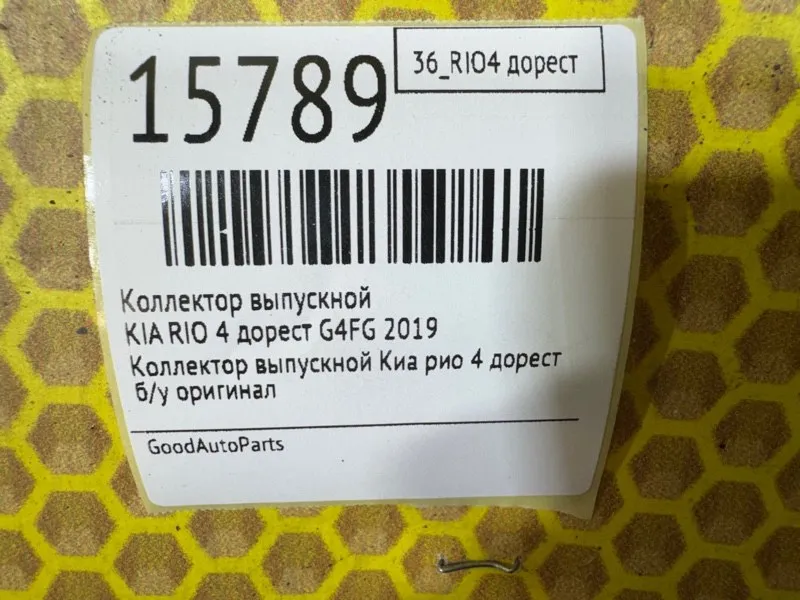 15789
36_RIO4 дорест
Коллектор выпускной
KIA RIO 4 дорест G4FG 2019
Коллектор выпускной Киа рио 4 дорест
б/у оригинал
GoodAutoParts